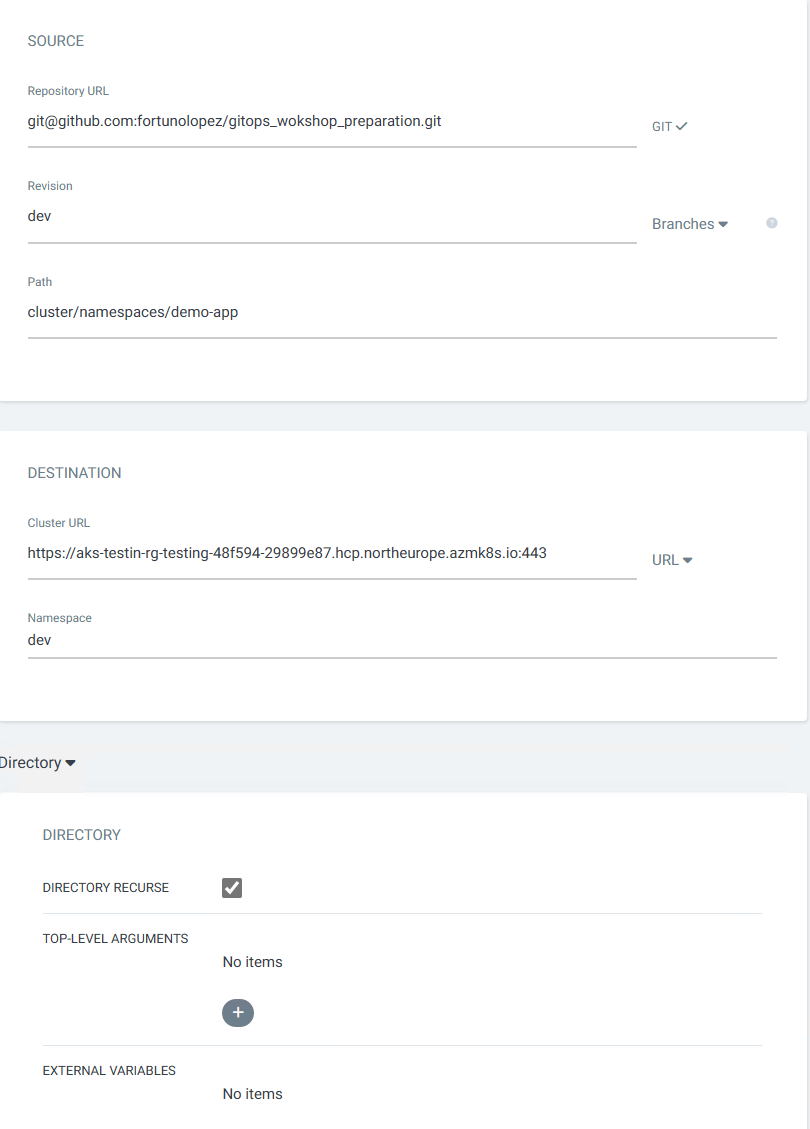 SOURCE
Repository URL
git@github.com:fortunolopez/gitops_wokshop_preparation.git
GIT
Revision
dev
Branches
?
Path
cluster/namespaces/demo-app
DESTINATION
Cluster URL
https://aks-testin-rg-testing-48f594-29899e87.hcp.northeurope.azmk8s.io:443
URL
Namespace
dev
Directory
DIRECTORY
DIRECTORY RECURSE
TOP-LEVEL ARGUMENTS
No items
+
EXTERNAL VARIABLES
No items